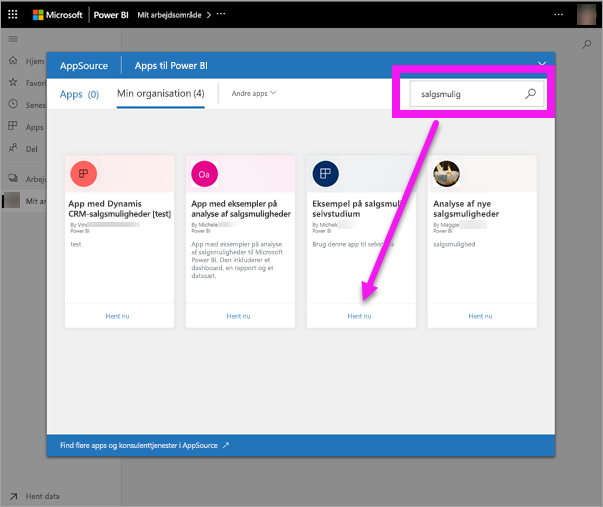 Microsoft Power BI Mit arbejdsområde > ...
Hjem
Favori
Senes
Apps
Del
Arbejds
Mit ar
Hent data
AppSource Apps til Power BI
Apps (0) Min organisation (4) Andre apps
salgsmulig
App med Dynamis
CRM-salgsmuligheder [test]
By Vin
Power BI
test
Hent nu
Oa
App med eksempler på
analyse af salgsmuligheder
By Michele
Power BI
App med eksempler på analyse
af salgsmuligheder til Microsoft
Power BI. Den inkluderer et
dashboard, en rapport og et
datasæt.
Hent nu
Eksempel på salgsmuli
selvstudium
By Michele
Power BI
Brug denne app til selvst
Hent nu
Analyse af nye
salgsmuligheder
By Maggie
Power BI
salgsmulighed
Hent nu
Find flere apps og konsulenttjenester i AppSource